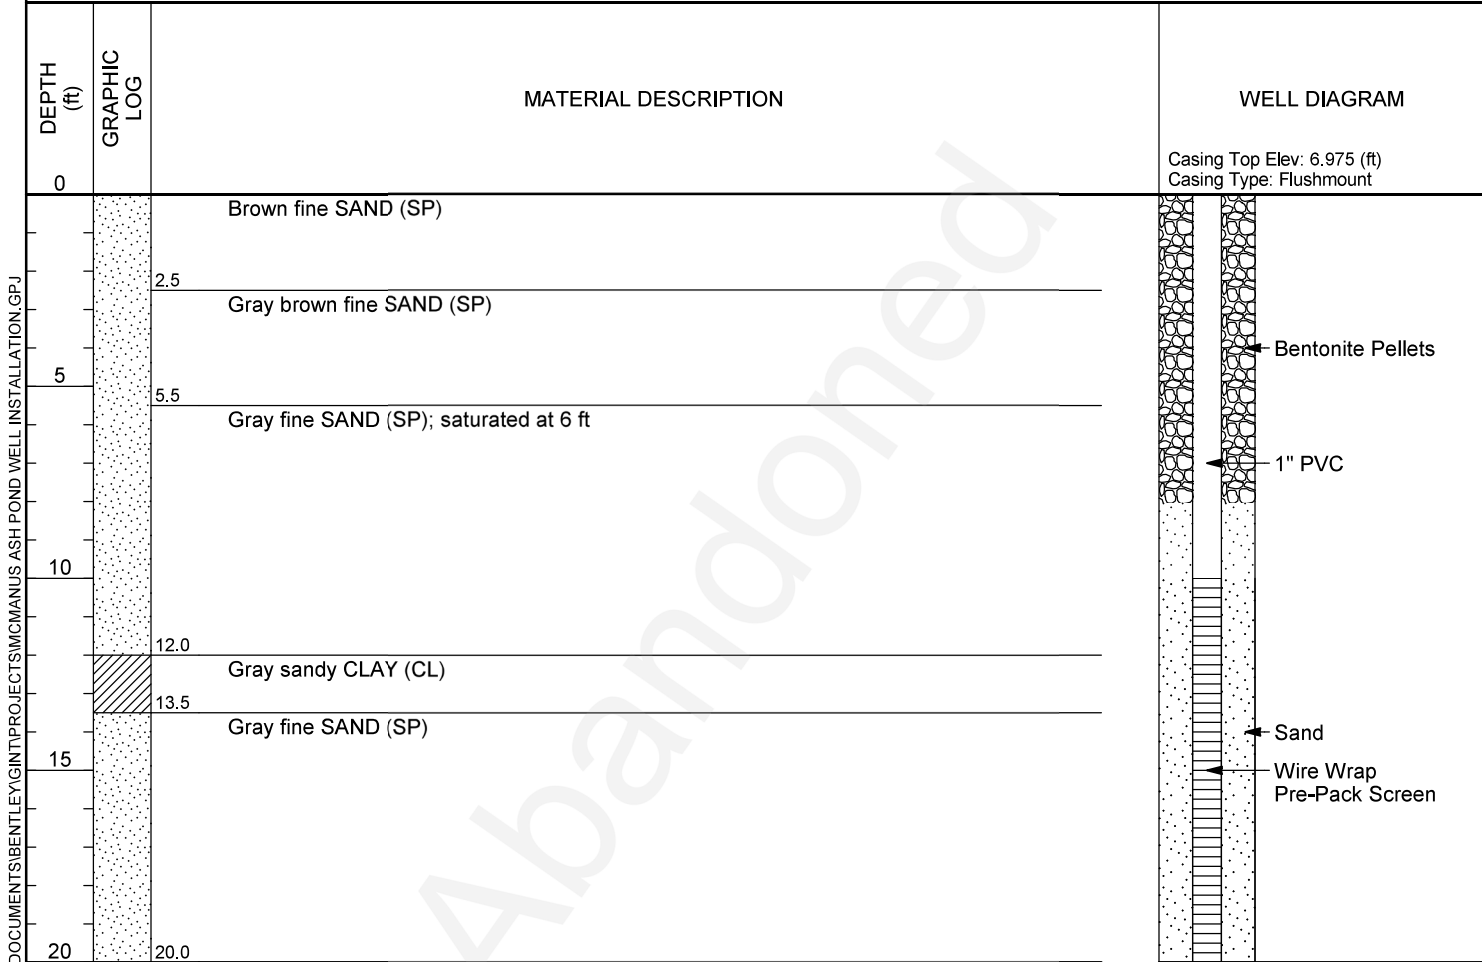 DEPTH
(ft)
GRAPHIC
LOG
MATERIAL DESCRIPTION
WELL DIAGRAM
Casing Top Elev: 6.975 (ft)
Casing Type: Flushmount
0
Brown fine SAND (SP)
2.5
Gray brown fine SAND (SP)
Bentonite Pellets
5
5.5
Gray fine SAND (SP); saturated at 6 ft
1" PVC
10
12.0
Gray sandy CLAY (CL)
13.5
Gray fine SAND (SP)
Sand
15
Wire Wrap
Pre-Pack Screen
20
20.0
Abandoned
DOCUMENTS\BENTLEY\GINT\PROJECTS\MCMANUS ASH POND WELL INSTALLATION.GPJ